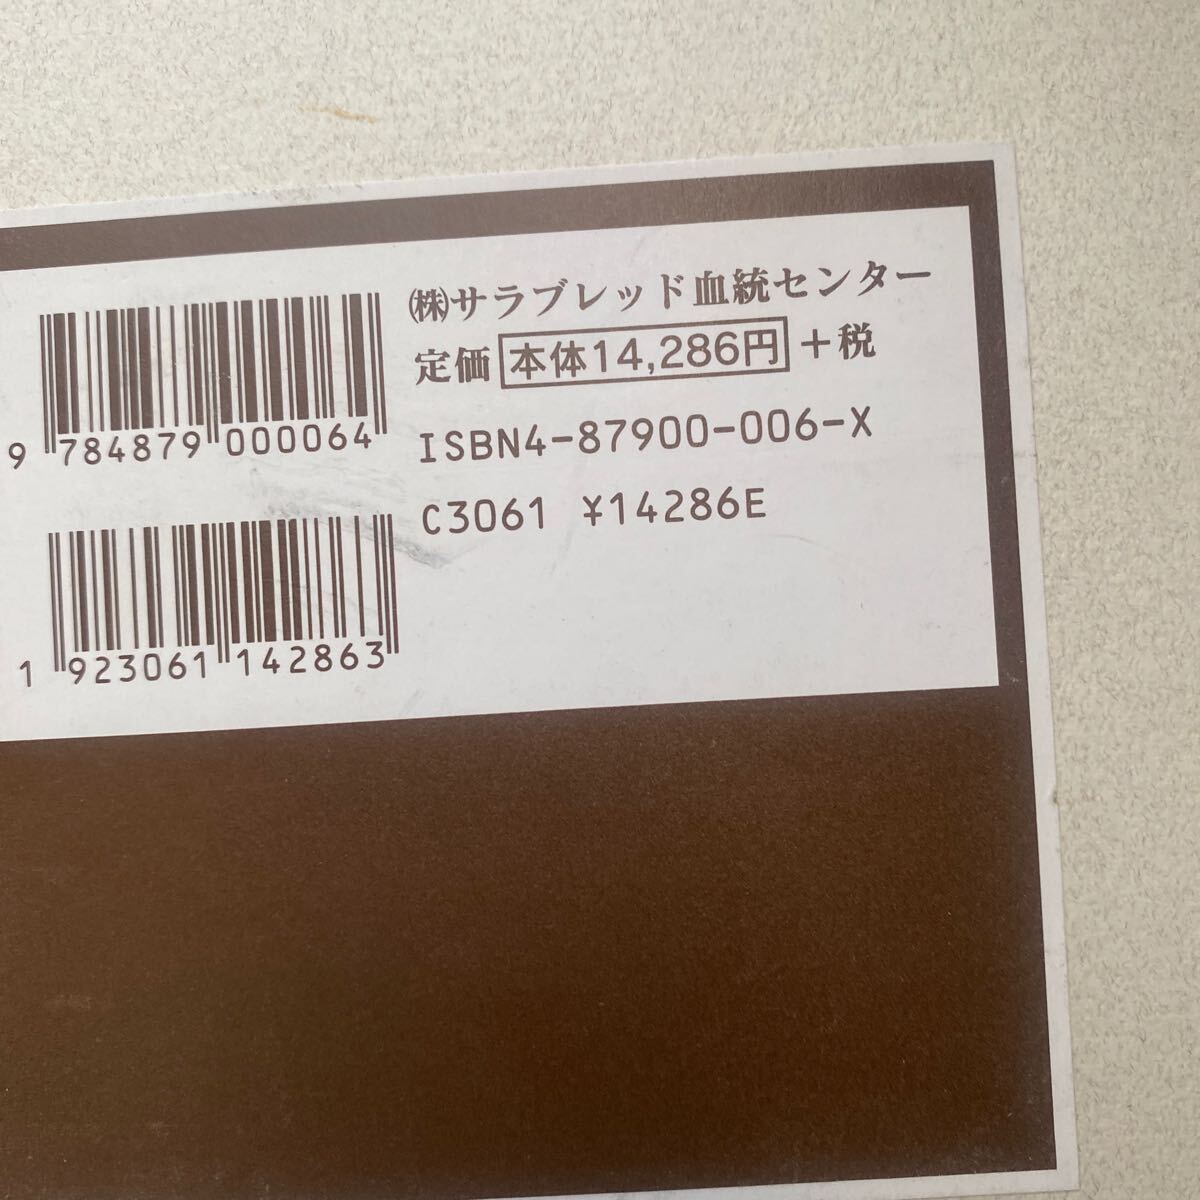 ㈱サラブレッド血統センター
定価 本体14,286円 +税
ISBN4-87900-006-X
C3061 ¥14286E
9 784879 000064
1 923061 142863